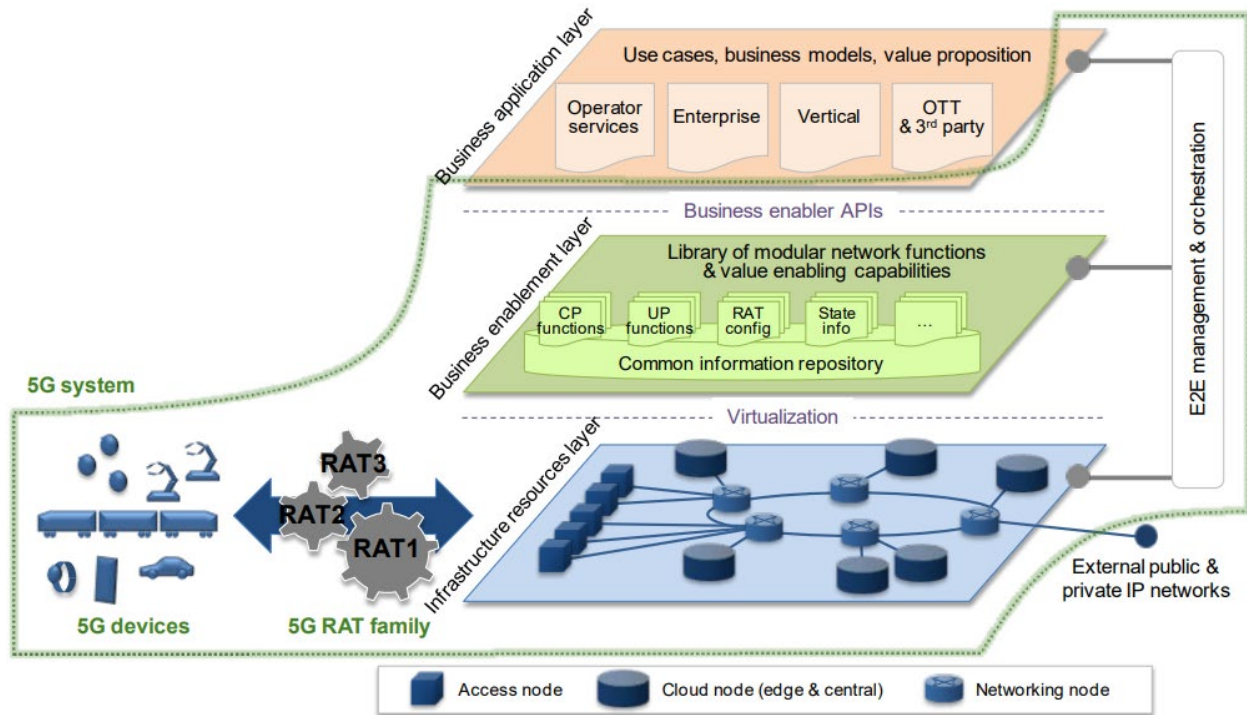 Business application layer
Use cases, business models, value proposition
Operator
services
Enterprise
Vertical
OTT
& 3rd party
Business enabler APIs
Business enablement layer
Library of modular network functions
& value enabling capabilities
CP
functions
UP
functions
RAT
config
State
info
...
Common information repository
E2E management & orchestration
Virtualization
5G system
RAT3
RAT2
RAT1
5G devices
5G RAT family
Infrastructure resources layer
External public &
private IP networks
Access node
Cloud node (edge & central)
Networking node